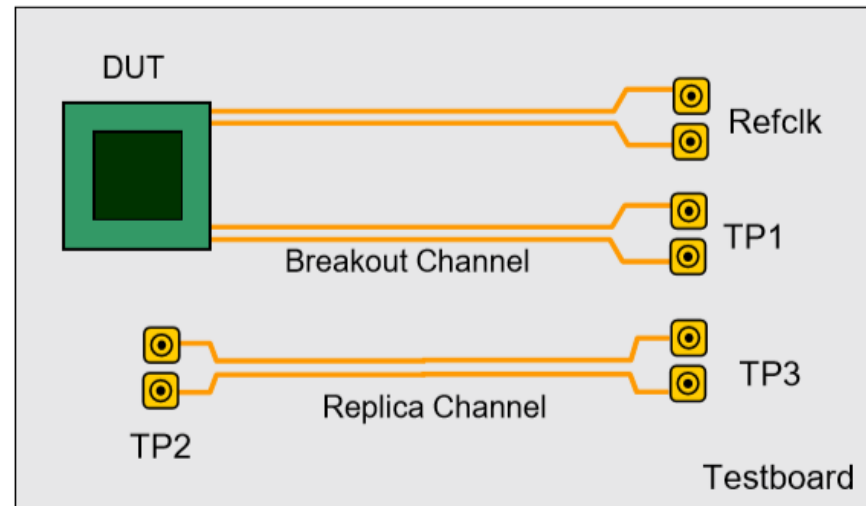 DUT
Refclk
TP1
Breakout Channel
TP3
Replica Channel
TP2
Testboard